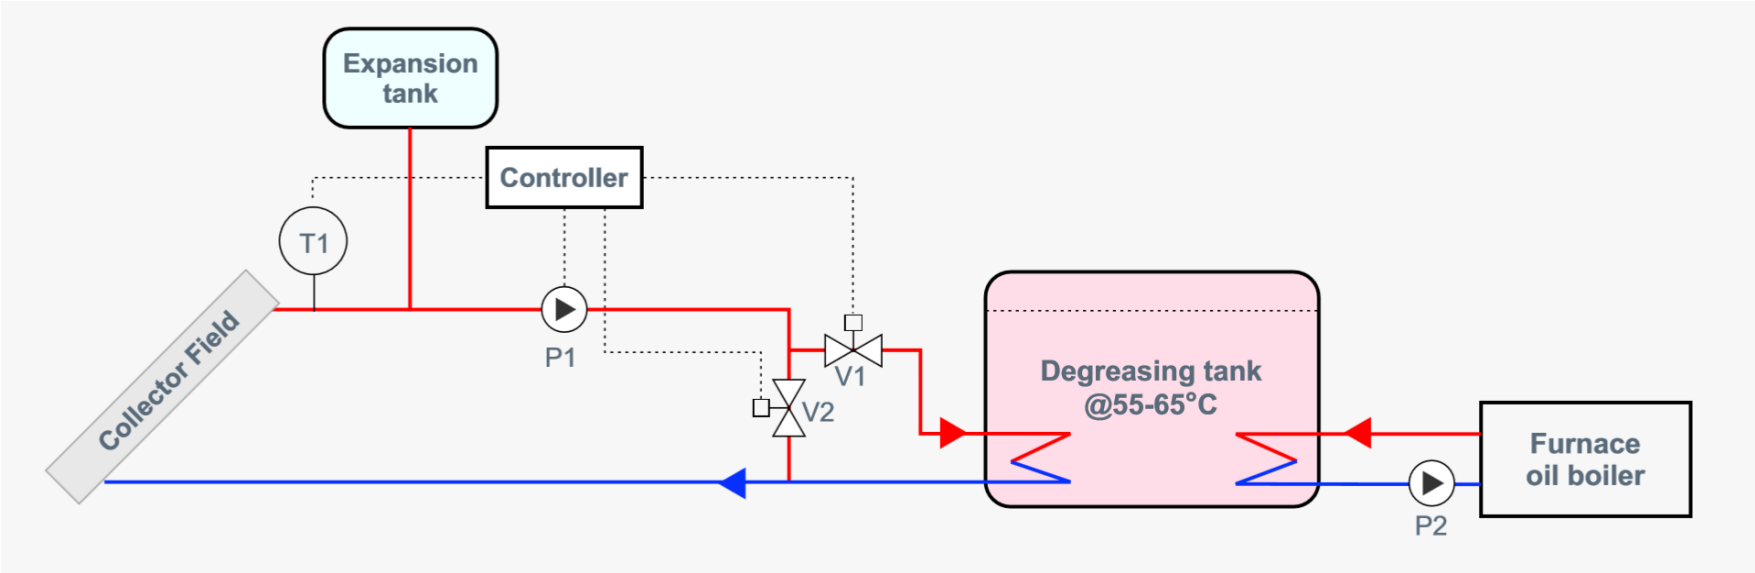 Expansion
tank
Controller
T1
Collector Field
P1
V1
V2
Degreasing tank
@55-65°C
Furnace
oil boiler
P2